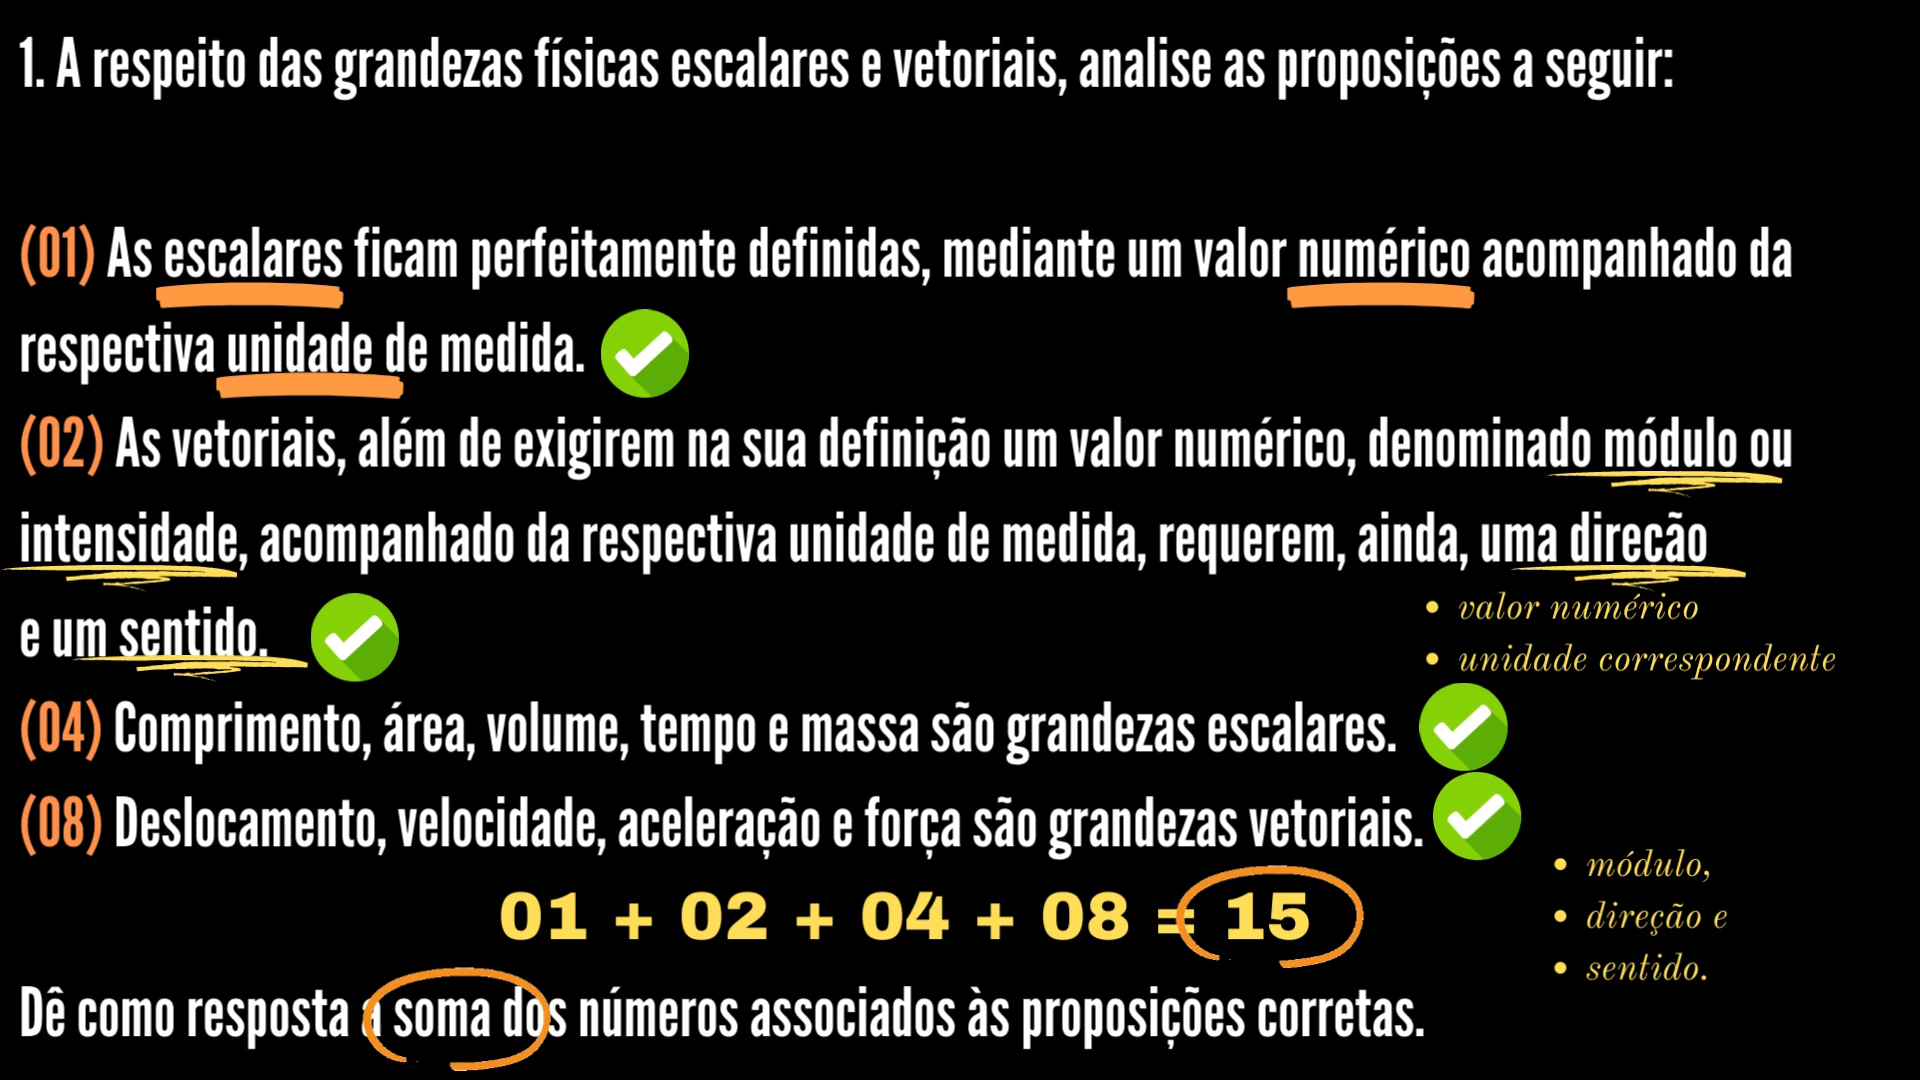 1. A respeito das grandezas físicas escalares e vetoriais, analise as proposições a seguir:
(01) As escalares ficam perfeitamente definidas, mediante um valor numérico acompanhado da
respectiva unidade de medida.
(02) As vetoriais, além de exigirem na sua definição um valor numérico, denominado módulo ou
intensidade, acompanhado da respectiva unidade de medida, requerem, ainda, uma direção
e um sentido.
• valor numérico
• unidade correspondente
(04) Comprimento, área, volume, tempo e massa são grandezas escalares.
(08) Deslocamento, velocidade, aceleração e força são grandezas vetoriais.
• módulo,
• direção e
• sentido.
01 + 02 + 04 + 08 = 15
Dê como resposta a soma dos números associados às proposições corretas.